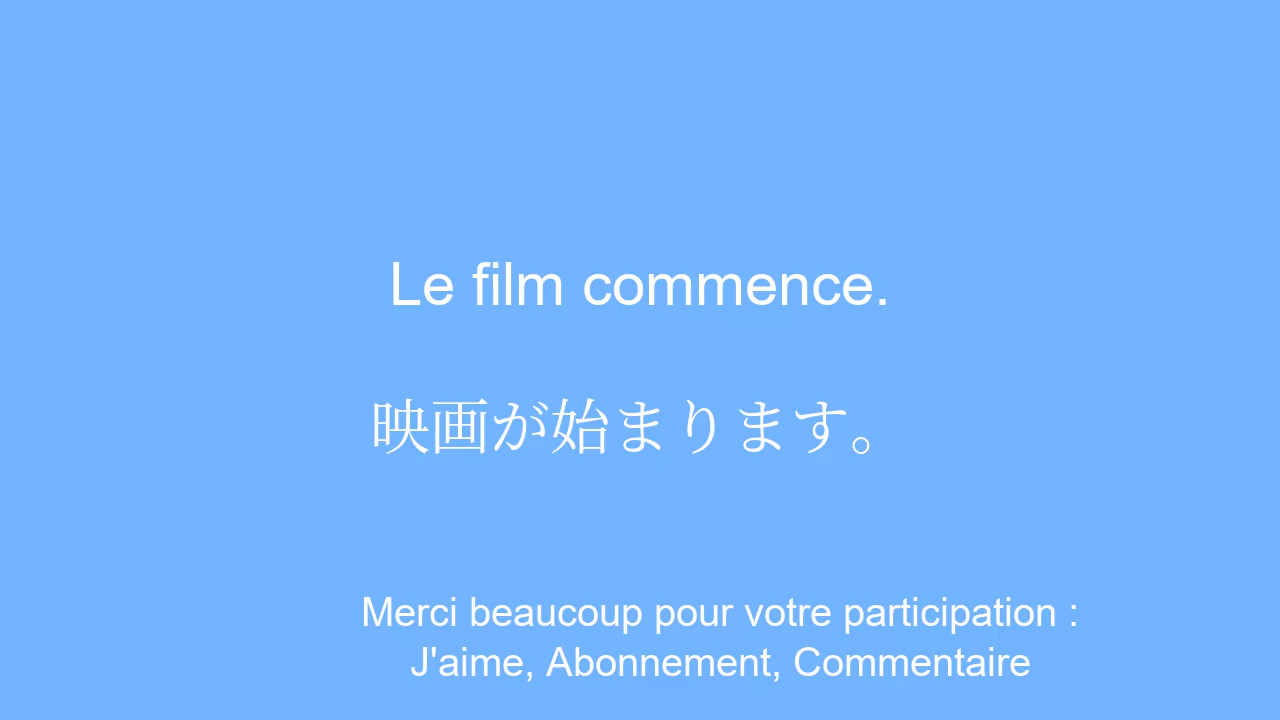 Le film commence.
映画が始まります。
Merci beaucoup pour votre participation :
J'aime, Abonnement, Commentaire